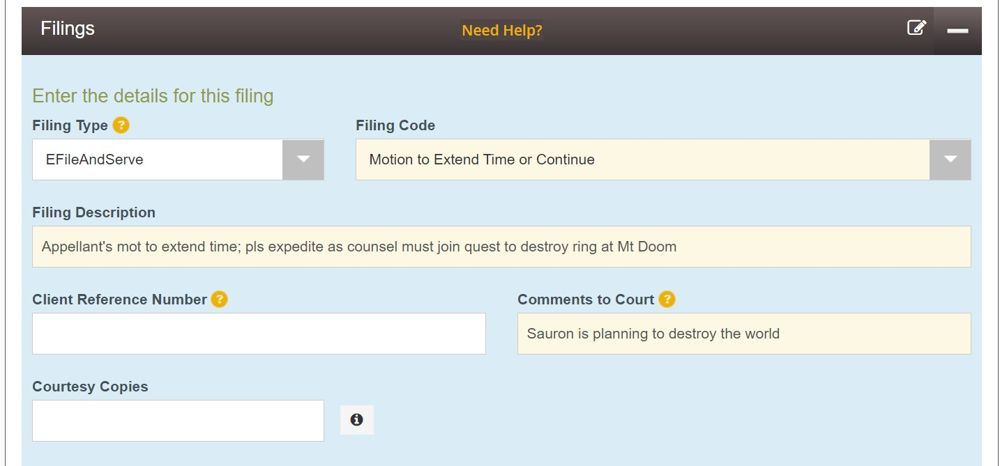 Filings
Need Help?
Enter the details for this filing
Filing Type ?
Filing Code
EFileAndServe
Motion to Extend Time or Continue
Filing Description
Appellant's mot to extend time; pls expedite as counsel must join quest to destroy ring at Mt Doom
Client Reference Number ?
Comments to Court ?
Sauron is planning to destroy the world
Courtesy Copies